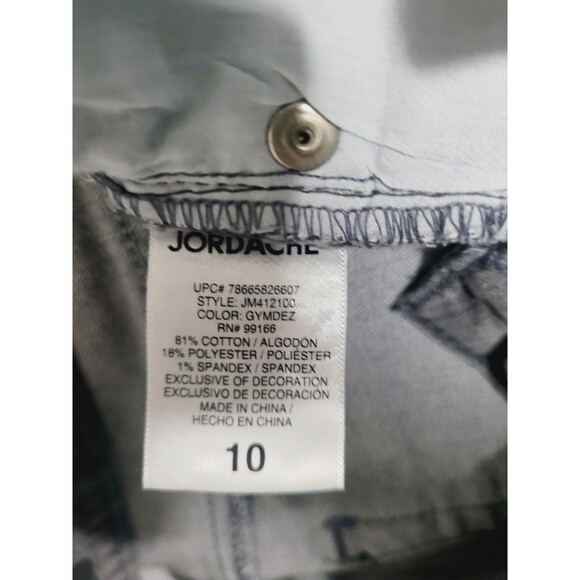 JORDACHE
UPC# 78665826607
STYLE: JM412100
COLOR: GYMDEZ
RN# 99166
81% COTTON / ALGODÓN
18% POLYESTER / POLIÉSTER
1% SPANDEX / SPANDEX
EXCLUSIVE OF DECORATION
EXCLUSIVO DE DECORACIÓN
MADE IN CHINA /
HECHO EN CHINA
10